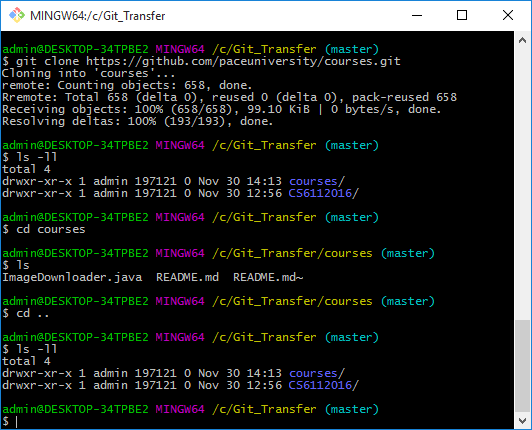 MINGW64:/c/Git_Transfer
admin@DESKTOP-34TPBE2 MINGW64 /c/Git_Transfer (master)
$ git clone https://github.com/paceuniversity/courses.git
Cloning into 'courses'...
remote: Counting objects: 658, done.
Rremote: Total 658 (delta 0), reused 0 (delta 0), pack-reused 658
Receiving objects: 100% (658/658), 99.10 KiB | 0 bytes/s, done.
Resolving deltas: 100% (193/193), done.
admin@DESKTOP-34TPBE2 MINGW64 /c/Git_Transfer (master)
$ ls -ll
total 4
drwxr-xr-x 1 admin 197121 0 Nov 30 14:13 courses/
drwxr-xr-x 1 admin 197121 0 Nov 30 12:56 CS6112016/
admin@DESKTOP-34TPBE2 MINGW64 /c/Git_Transfer (master)
$ cd courses
admin@DESKTOP-34TPBE2 MINGW64 /c/Git_Transfer/courses (master)
$ ls
ImageDownloader.java  README.md  README.md~
admin@DESKTOP-34TPBE2 MINGW64 /c/Git_Transfer/courses (master)
$ cd ..
admin@DESKTOP-34TPBE2 MINGW64 /c/Git_Transfer (master)
$ ls -ll
total 4
drwxr-xr-x 1 admin 197121 0 Nov 30 14:13 courses/
drwxr-xr-x 1 admin 197121 0 Nov 30 12:56 CS6112016/
admin@DESKTOP-34TPBE2 MINGW64 /c/Git_Transfer (master)
$